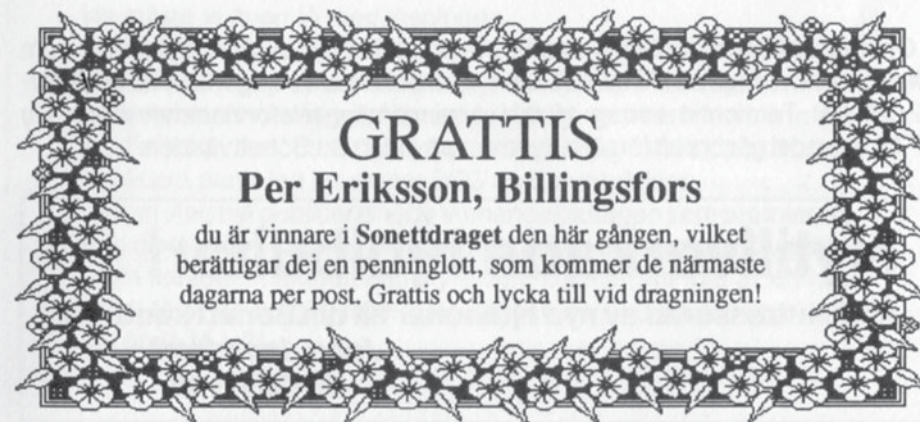 GRATTIS
Per Eriksson, Billingsfors
du är vinnare i Sonettdraget den här gången, vilket
berättigar dej en penninglott, som kommer de närmaste
dagarna per post. Grattis och lycka till vid dragningen!